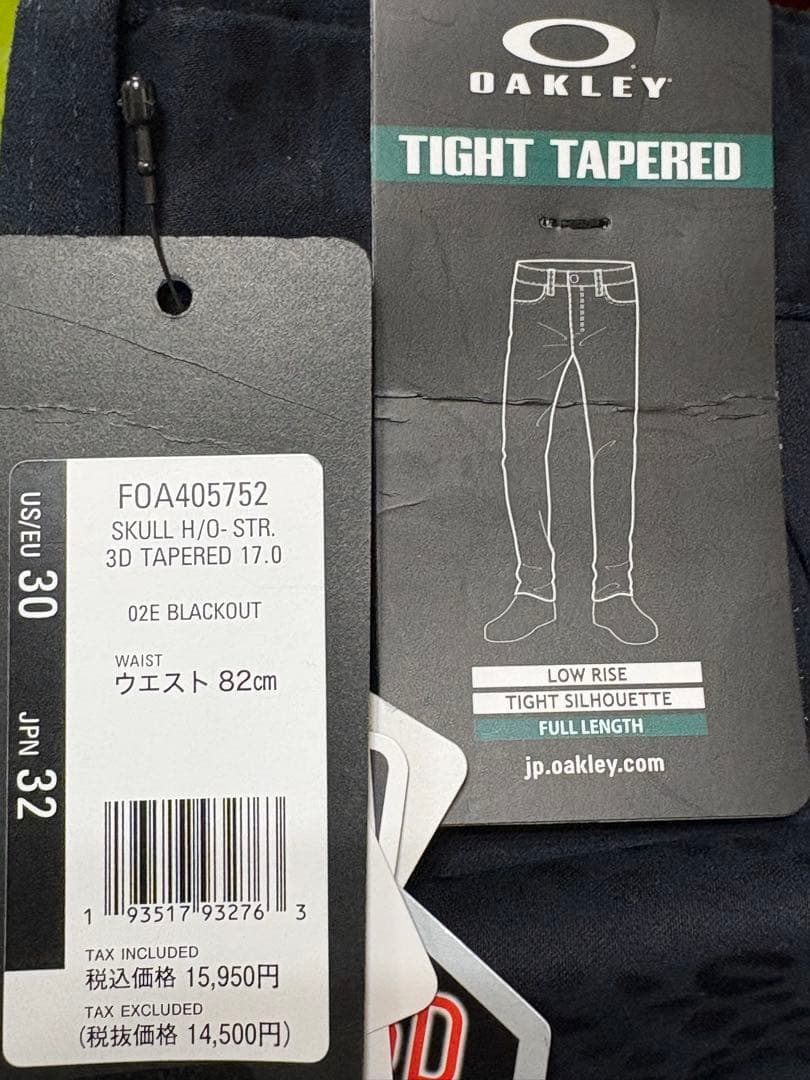 OAKLEY
TIGHT TAPERED
LOW RISE
TIGHT SILHOUETTE
FULL LENGTH
jp.oakley.com
US/EU 30
JPN 32
FOA405752
SKULL H/O- STR.
3D TAPERED 17.0
02E BLACKOUT
WAIST
ウエスト 82cm
1 93517 93276 3
TAX INCLUDED
税込価格 15,950円
TAX EXCLUDED
(税抜価格 14,500円)